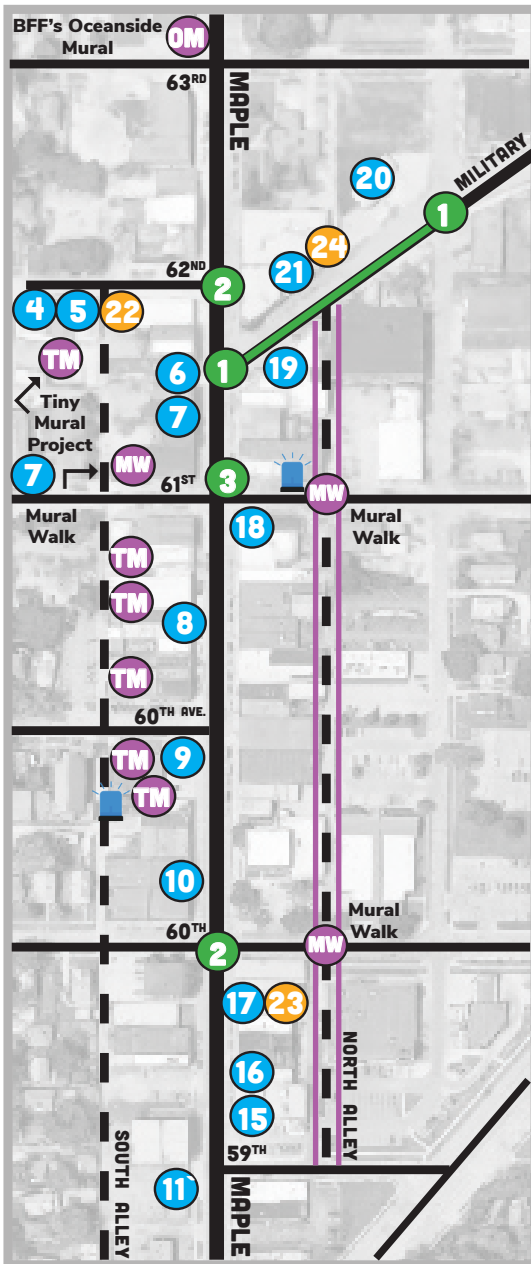 BFF's Oceanside
Mural
OM
63RD
MAPLE
20
MILITARY
1
24
21
62ND
2
4 5 22
TM
6
1
19
Tiny
Mural
Project
7
7
MW
61ST
3
MW
Mural
Walk
Mural
Walk
18
TM
TM
8
TM
60TH AVE.
TM
9
TM
10
60TH
2
Mural
Walk
MW
17 23
16
15
NORTH ALLEY
59TH
SOUTH ALLEY
11`
MAPLE